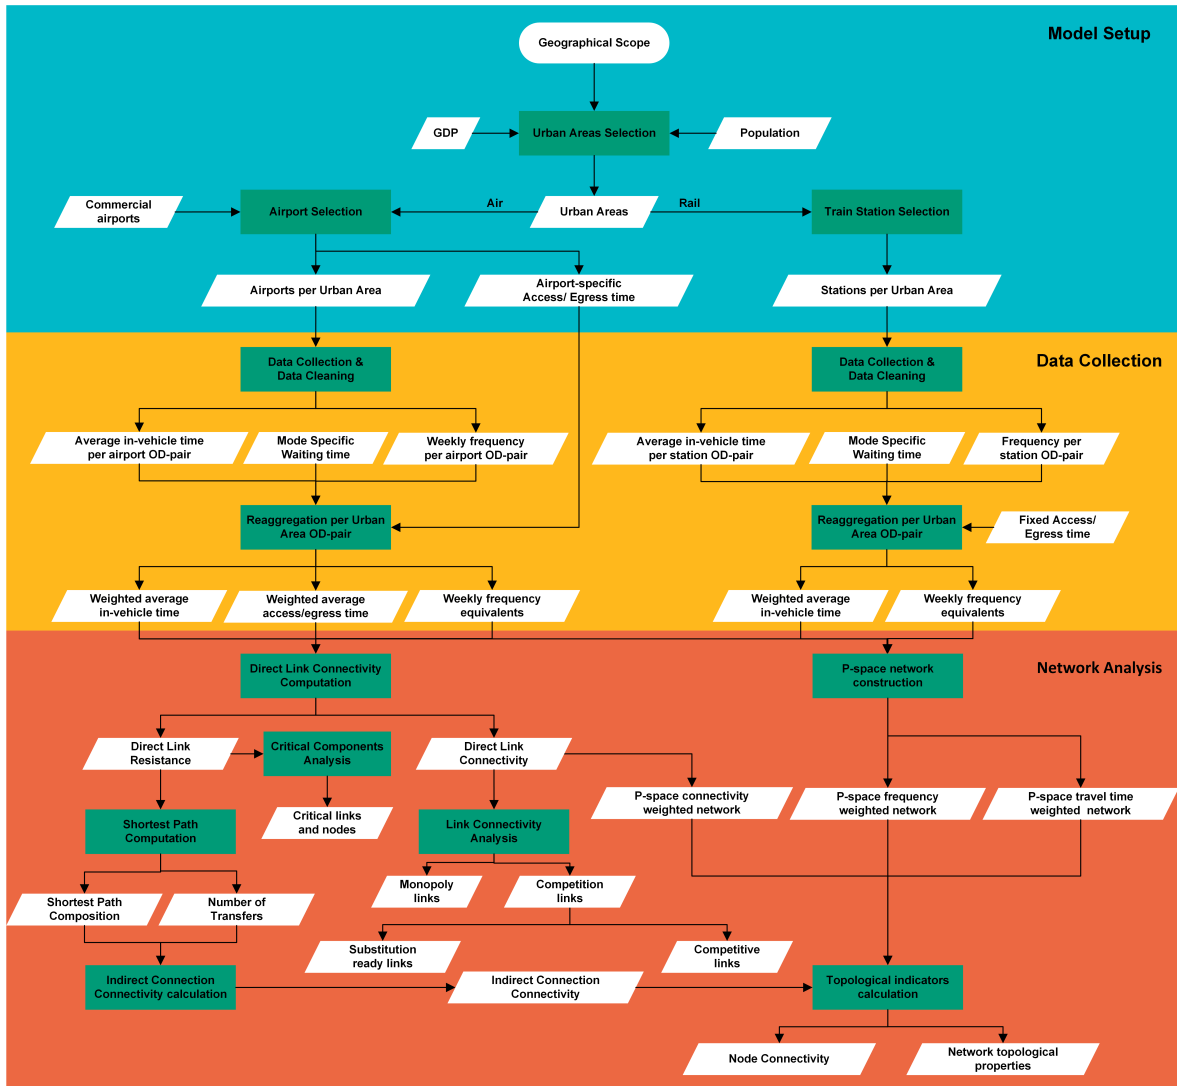 Model Setup
Geographical Scope
GDP
Urban Areas Selection
Population
Commercial
airports
Airport Selection
Air
Urban Areas
Rail
Train Station Selection
Airports per Urban Area
Airport-specific
Access/ Egress time
Stations per Urban Area
Data Collection
Data Collection &
Data Cleaning
Data Collection &
Data Cleaning
Average in-vehicle time
per airport OD-pair
Mode Specific
Waiting time
Weekly frequency
per airport OD-pair
Average in-vehicle time
per station OD-pair
Mode Specific
Waiting time
Frequency per
station OD-pair
Reaggregation per Urban
Area OD-pair
Reaggregation per Urban
Area OD-pair
Fixed Access/
Egress time
Weighted average
in-vehicle time
Weighted average
access/egress time
Weekly frequency
equivalents
Weighted average
in-vehicle time
Weekly frequency
equivalents
Network Analysis
Direct Link Connectivity
Computation
P-space network
construction
Direct Link
Resistance
Critical Components
Analysis
Direct Link
Connectivity
P-space connectivity
weighted network
P-space frequency
weighted network
P-space travel time
weighted network
Critical links
and nodes
Shortest Path
Computation
Link Connectivity
Analysis
Monopoly
links
Competition
links
Shortest Path
Composition
Number of
Transfers
Substitution
ready links
Competitive
links
Indirect Connection
Connectivity calculation
Indirect Connection
Connectivity
Topological indicators
calculation
Node Connectivity
Network topological
properties